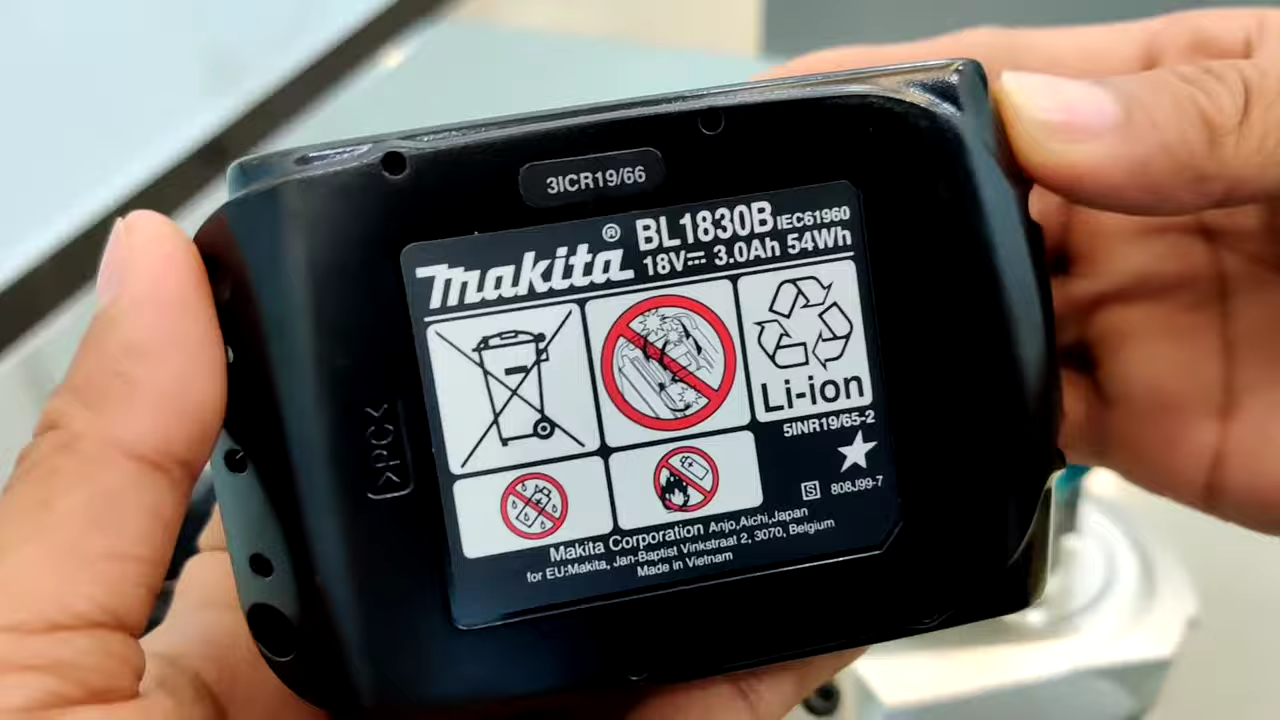 3ICR19/66
makita® BL1830B IEC61960
18V⎓ 3.0Ah 54Wh
Li-ion
5INR19/65-2
>PC<
S 808J99-7
Makita Corporation Anjo,Aichi,Japan
for EU:Makita, Jan-Baptist Vinkstraat 2, 3070, Belgium
Made in Vietnam